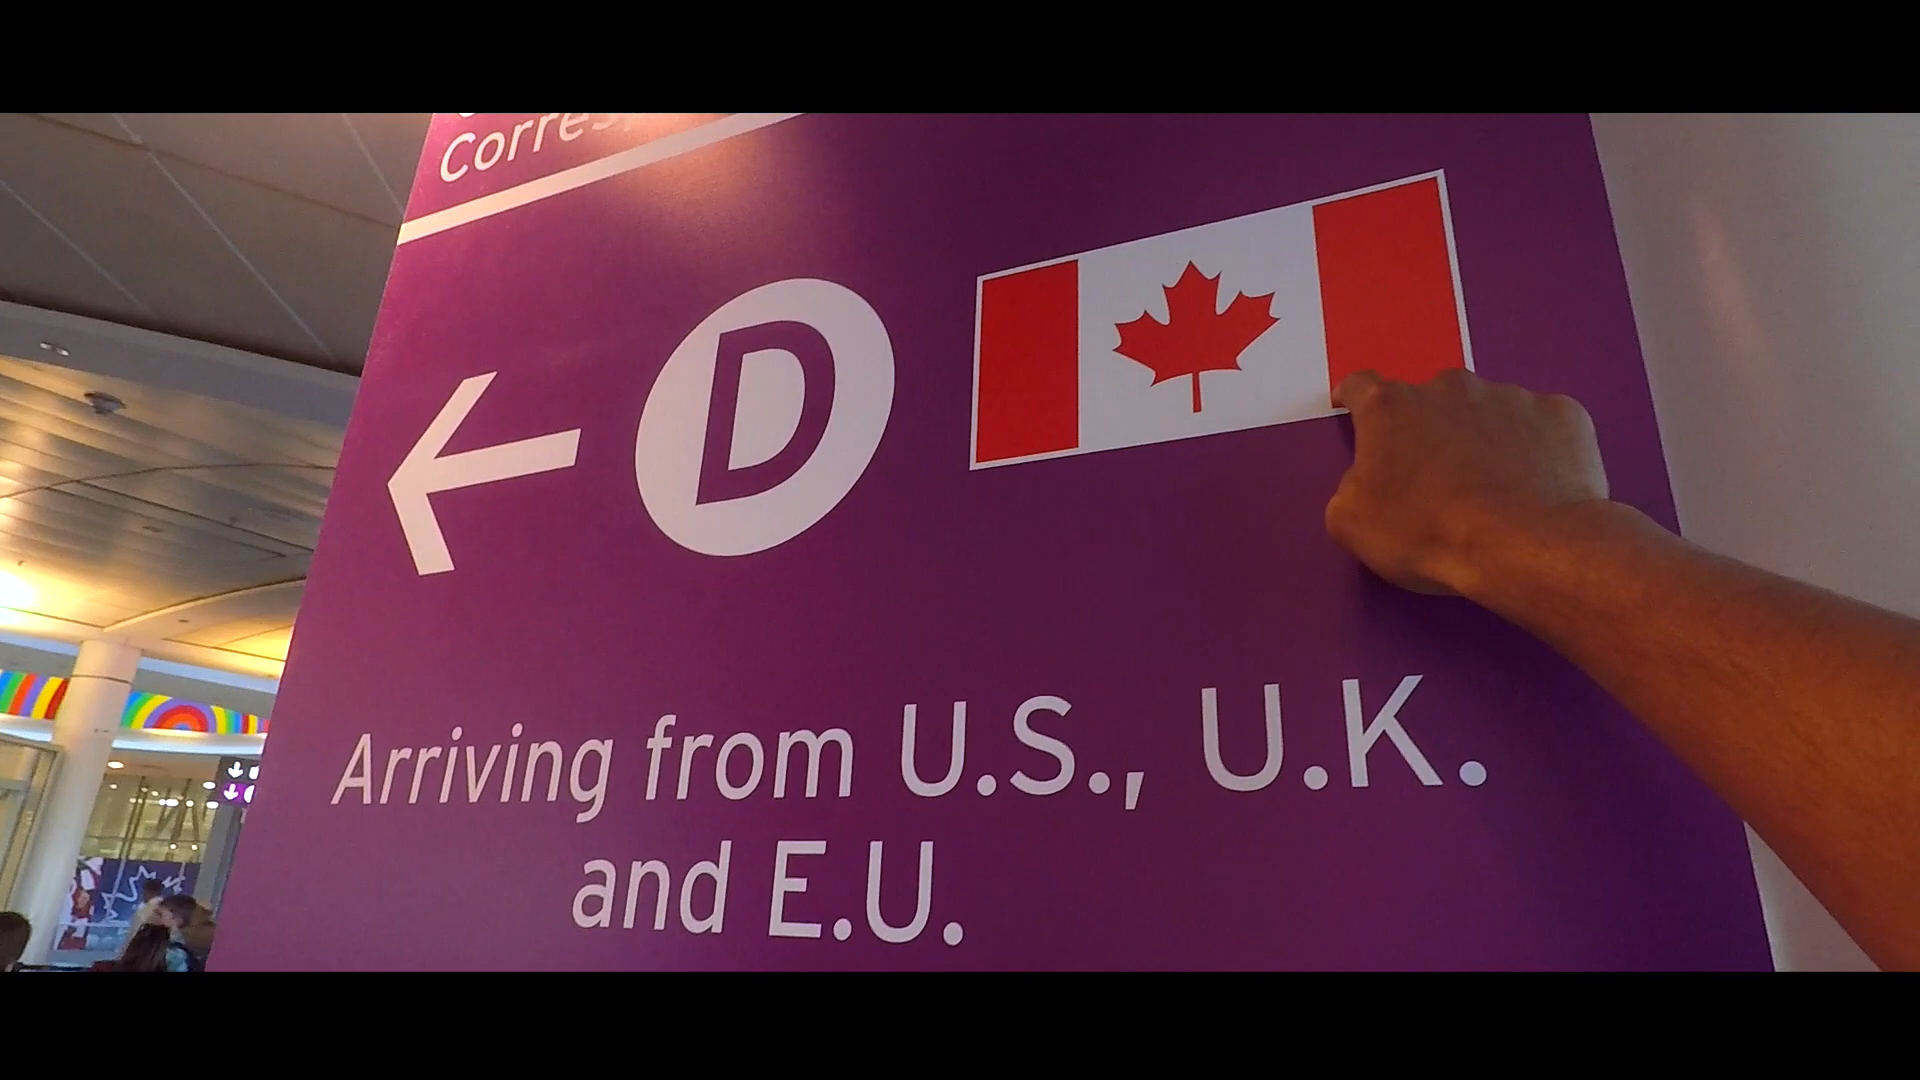 D
Arriving from U.S., U.K.
and E.U.